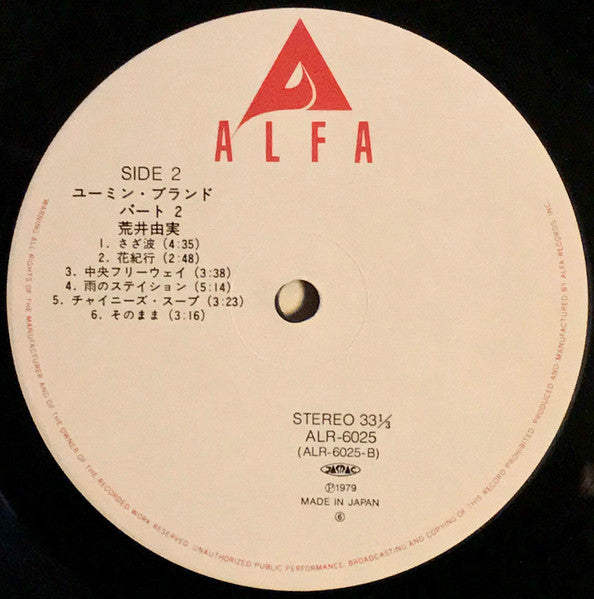 ALFA
SIDE 2
ユーミン・ブランド
パート 2
荒井由実
1. さざ波 (4:35)
2. 花紀行 (2:48)
3. 中央フリーウェイ (3:38)
4. 雨のステイション (5:14)
5. チャイニーズ・スープ (3:23)
6. そのまま (3:16)
STEREO 33⅓
ALR-6025
(ALR-6025-B)
JASRAC
Ⓟ1979
MADE IN JAPAN
⑥
WARNING: ALL RIGHTS OF THE MANUFACTURER AND OF THE OWNER OF THE RECORDED WORK RESERVED. UNAUTHORIZED PUBLIC PERFORMANCE, BROADCASTING AND COPYING OF THIS RECORD PROHIBITED. PRODUCED AND MANUFACTURED BY ALFA RECORDS, INC.